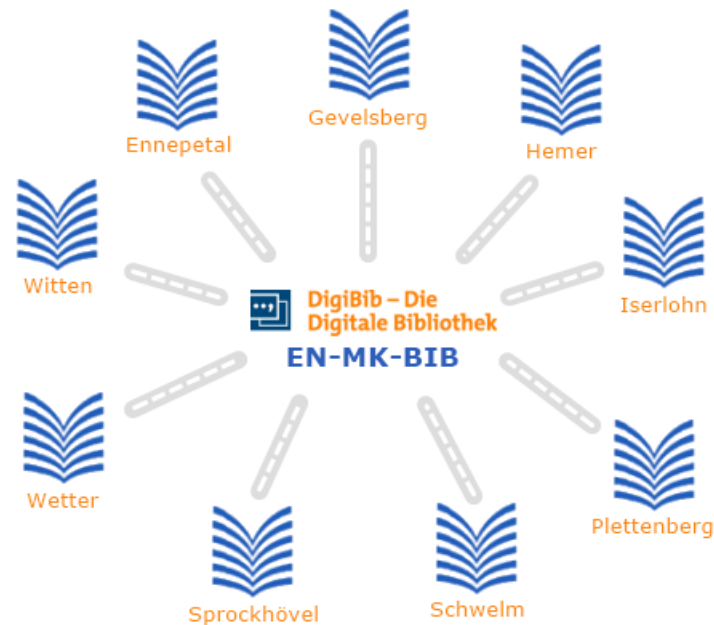 Gevelsberg
Ennepetal
Hemer
Witten
Iserlohn
DigiBib – Die
Digitale Bibliothek
EN-MK-BIB
Wetter
Plettenberg
Sprockhövel
Schwelm